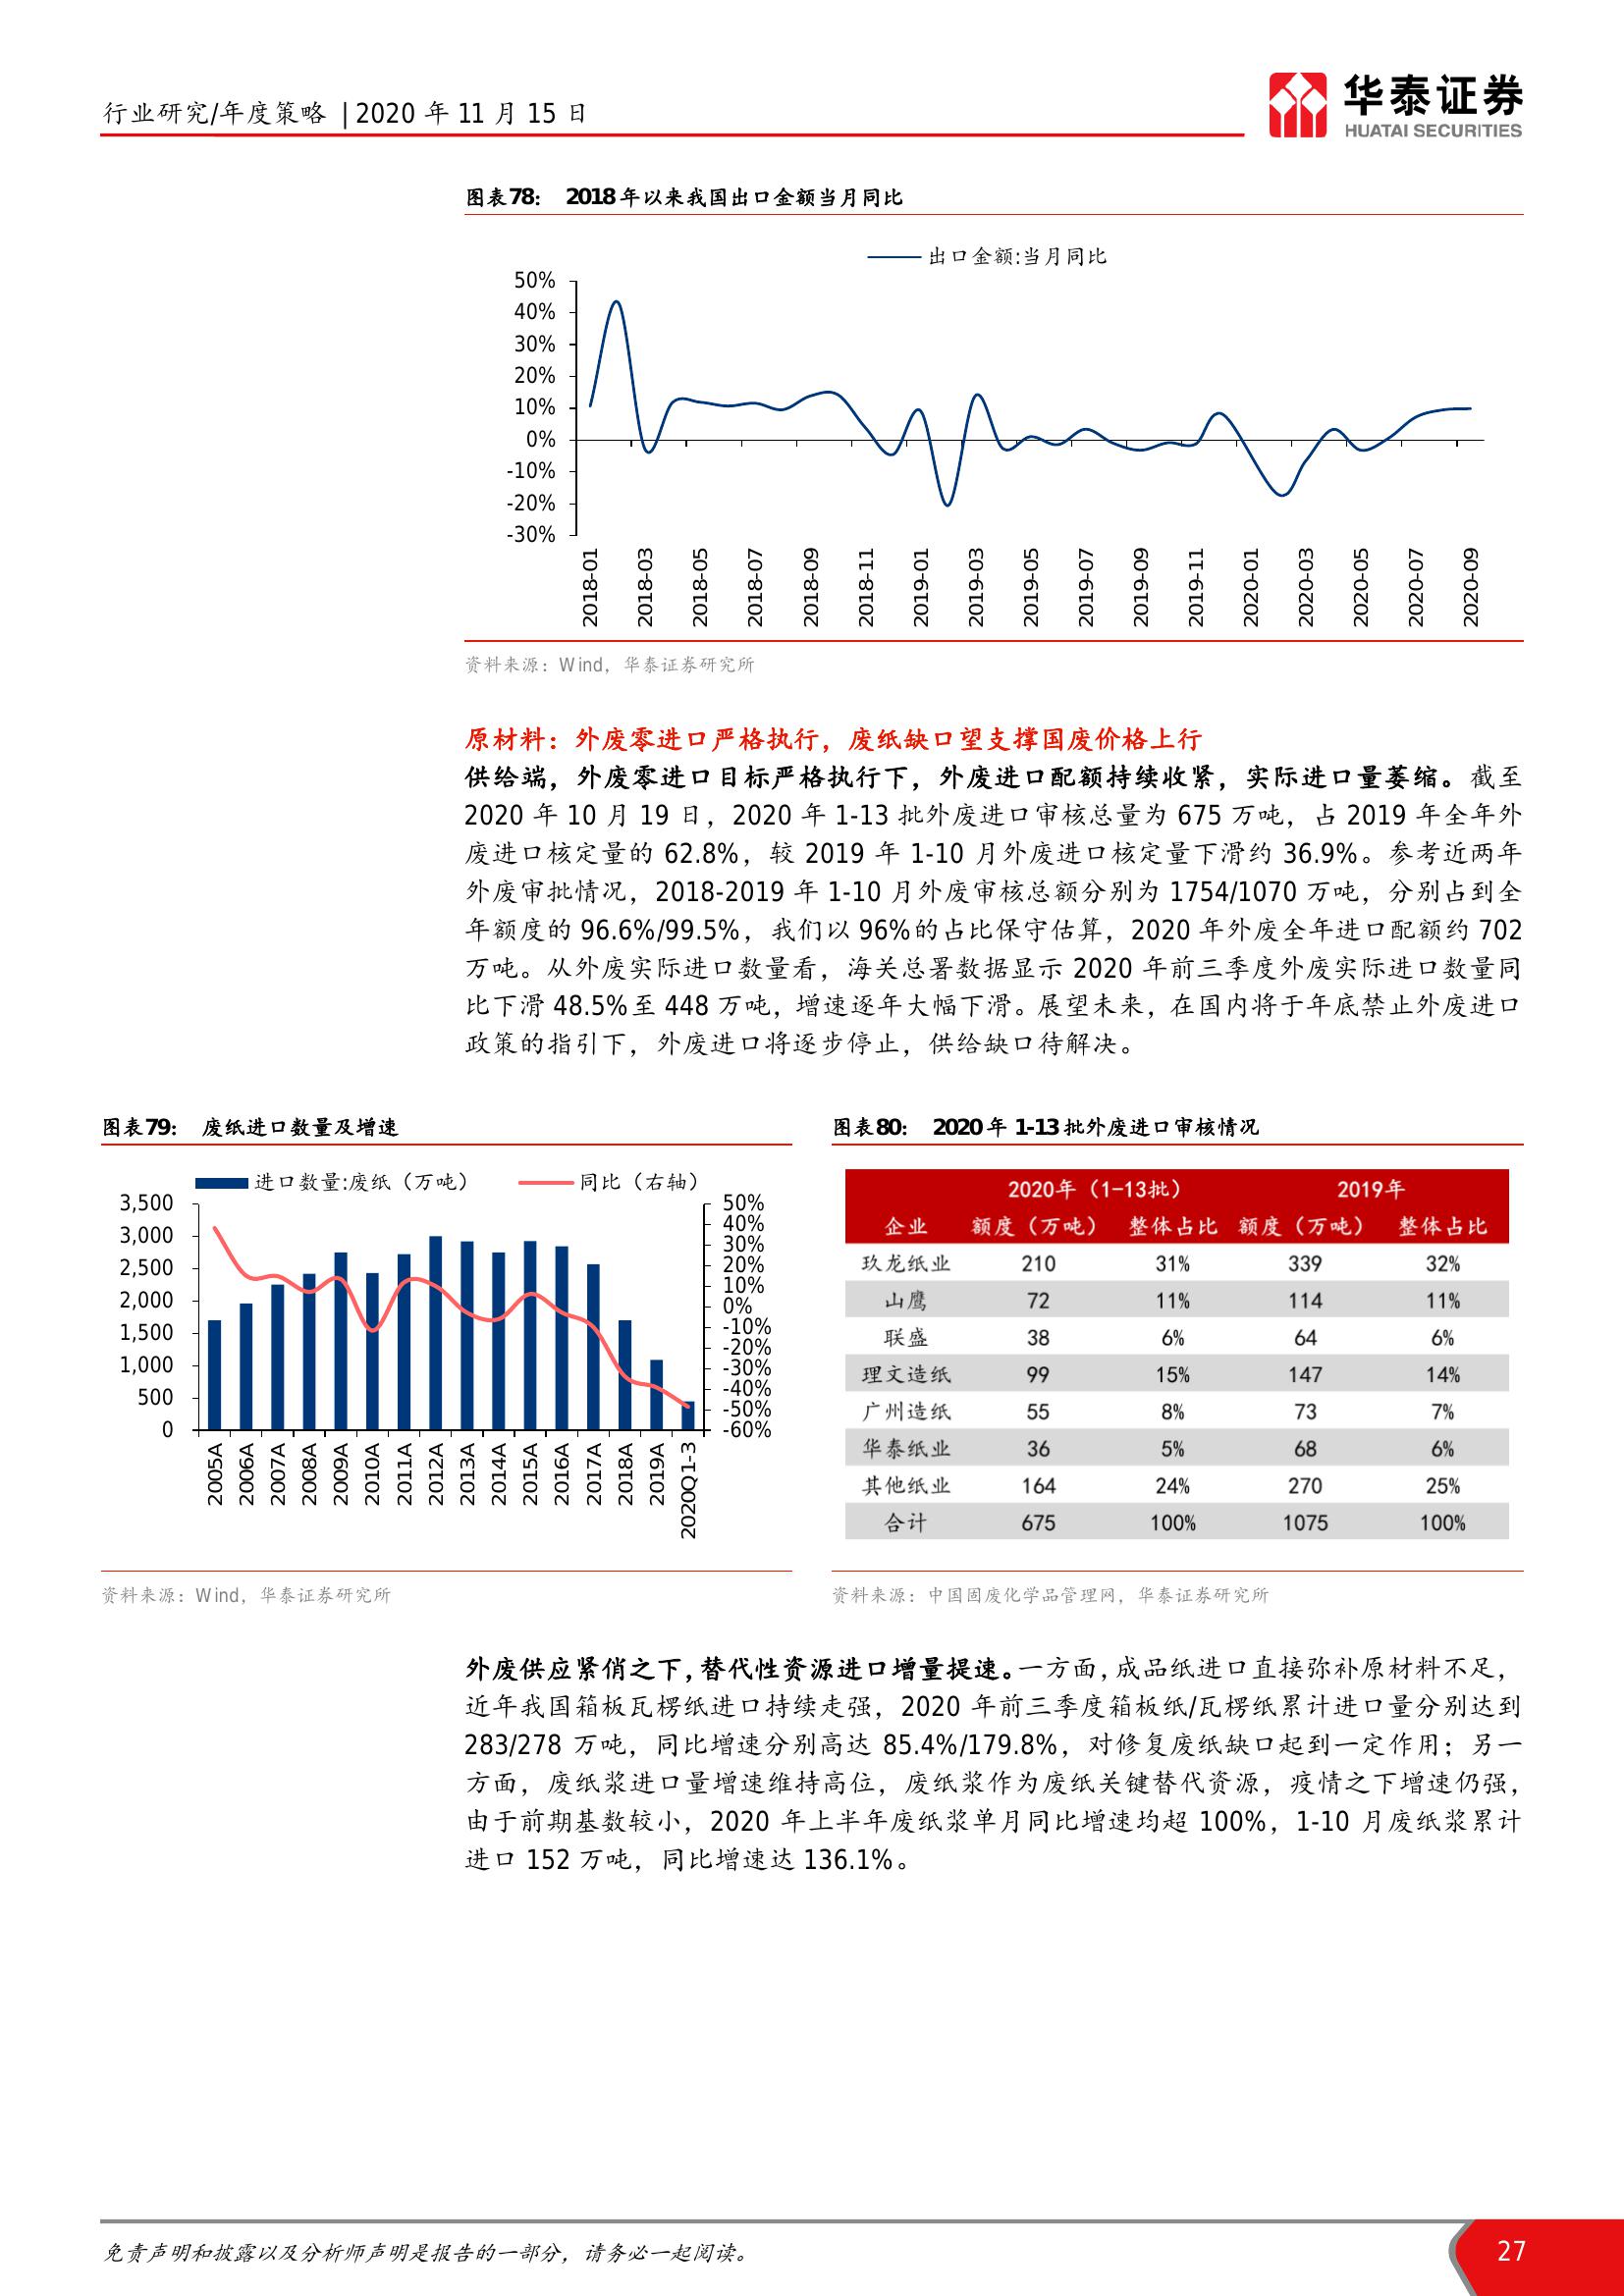 行业研究/年度策略 | 2020 年 11 月 15 日
华泰证券
HUATAI SECURITIES
图表78: 2018年以来我国出口金额当月同比
出口金额:当月同比
50%
40%
30%
20%
10%
0%
-10%
-20%
-30%
2018-01 2018-03 2018-05 2018-07 2018-09 2018-11 2019-01 2019-03 2019-05 2019-07 2019-09 2019-11 2020-01 2020-03 2020-05 2020-07 2020-09
资料来源：Wind，华泰证券研究所
原材料：外废零进口严格执行，废纸缺口望支撑国废价格上行
供给端，外废零进口目标严格执行下，外废进口配额持续收紧，实际进口量萎缩。截至
2020 年 10 月 19 日，2020 年 1-13 批外废进口审核总量为 675 万吨，占 2019 年全年外
废进口核定量的 62.8%，较 2019 年 1-10 月外废进口核定量下滑约 36.9%。参考近两年
外废审批情况，2018-2019 年 1-10 月外废审核总额分别为 1754/1070 万吨，分别占到全
年额度的 96.6%/99.5%，我们以 96%的占比保守估算，2020 年外废全年进口配额约 702
万吨。从外废实际进口数量看，海关总署数据显示 2020 年前三季度外废实际进口数量同
比下滑 48.5%至 448 万吨，增速逐年大幅下滑。展望未来，在国内将于年底禁止外废进口
政策的指引下，外废进口将逐步停止，供给缺口待解决。
图表79: 废纸进口数量及增速
进口数量:废纸（万吨） 同比（右轴）
3,500
3,000
2,500
2,000
1,500
1,000
500
0
50%
40%
30%
20%
10%
0%
-10%
-20%
-30%
-40%
-50%
-60%
2005A 2006A 2007A 2008A 2009A 2010A 2011A 2012A 2013A 2014A 2015A 2016A 2017A 2018A 2019A 2020Q1-3
资料来源：Wind，华泰证券研究所
图表80: 2020年 1-13批外废进口审核情况
2020年（1-13批） 2019年
企业 额度（万吨） 整体占比 额度（万吨） 整体占比
玖龙纸业 210 31% 339 32%
山鹰 72 11% 114 11%
联盛 38 6% 64 6%
理文造纸 99 15% 147 14%
广州造纸 55 8% 73 7%
华泰纸业 36 5% 68 6%
其他纸业 164 24% 270 25%
合计 675 100% 1075 100%
资料来源：中国固废化学品管理网，华泰证券研究所
外废供应紧俏之下，替代性资源进口增量提速。一方面，成品纸进口直接弥补原材料不足，
近年我国箱板瓦楞纸进口持续走强，2020 年前三季度箱板纸/瓦楞纸累计进口量分别达到
283/278 万吨，同比增速分别高达 85.4%/179.8%，对修复废纸缺口起到一定作用；另一
方面，废纸浆进口量增速维持高位，废纸浆作为废纸关键替代资源，疫情之下增速仍强，
由于前期基数较小，2020 年上半年废纸浆单月同比增速均超 100%，1-10 月废纸浆累计
进口 152 万吨，同比增速达 136.1%。
免责声明和披露以及分析师声明是报告的一部分，请务必一起阅读。
27